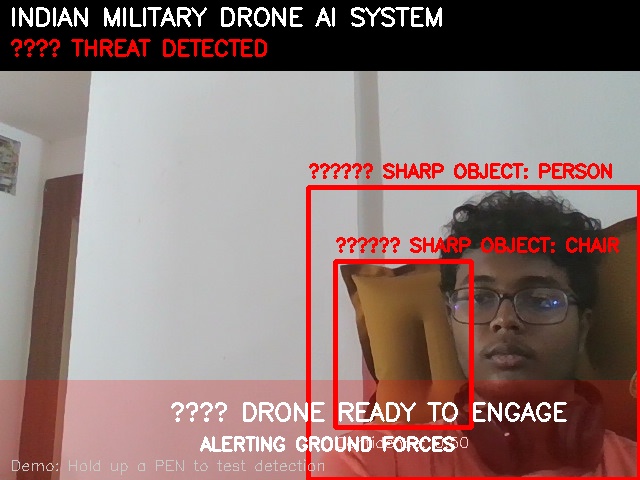 INDIAN MILITARY DRONE AI SYSTEM
???? THREAT DETECTED
?????? SHARP OBJECT: PERSON
?????? SHARP OBJECT: CHAIR
???? DRONE READY TO ENGAGE
ALERTING GROUND FORCES
Demo: Hold up a PEN to test detection